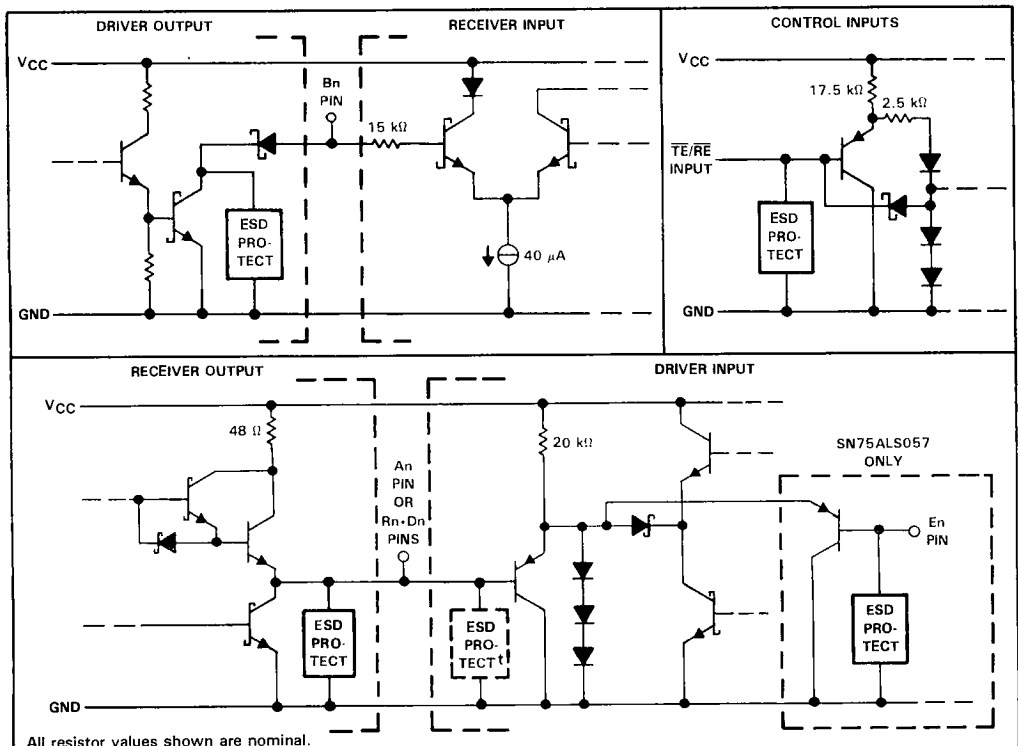 DRIVER OUTPUT
RECEIVER INPUT
VCC
Bn
PIN
15 kΩ
ESD
PRO-
TECT
40 μA
GND
CONTROL INPUTS
VCC
17.5 kΩ
2.5 kΩ
TE/RE
INPUT
ESD
PRO-
TECT
GND
RECEIVER OUTPUT
DRIVER INPUT
VCC
48 Ω
An
PIN
OR
Rn•Dn
PINS
20 kΩ
SN75ALS057
ONLY
En
PIN
ESD
PRO-
TECT
ESD
PRO-
TECT†
ESD
PRO-
TECT
GND
All resistor values shown are nominal.